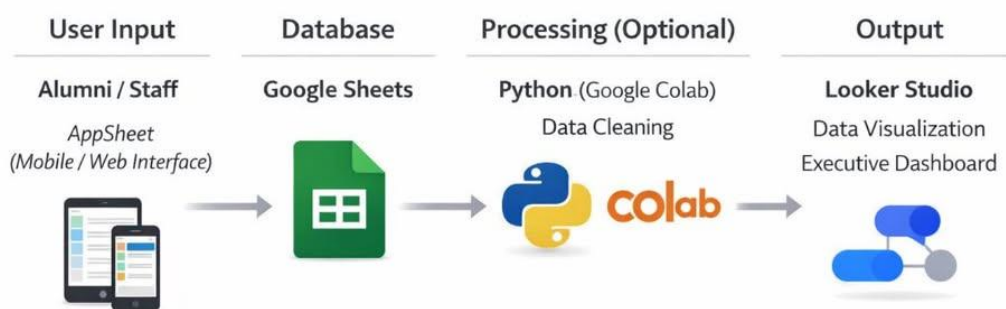 User Input
Database
Processing (Optional)
Output
Alumni / Staff
Google Sheets
Python (Google Colab)
Looker Studio
AppSheet
Data Cleaning
Data Visualization
(Mobile / Web Interface)
Executive Dashboard
colab